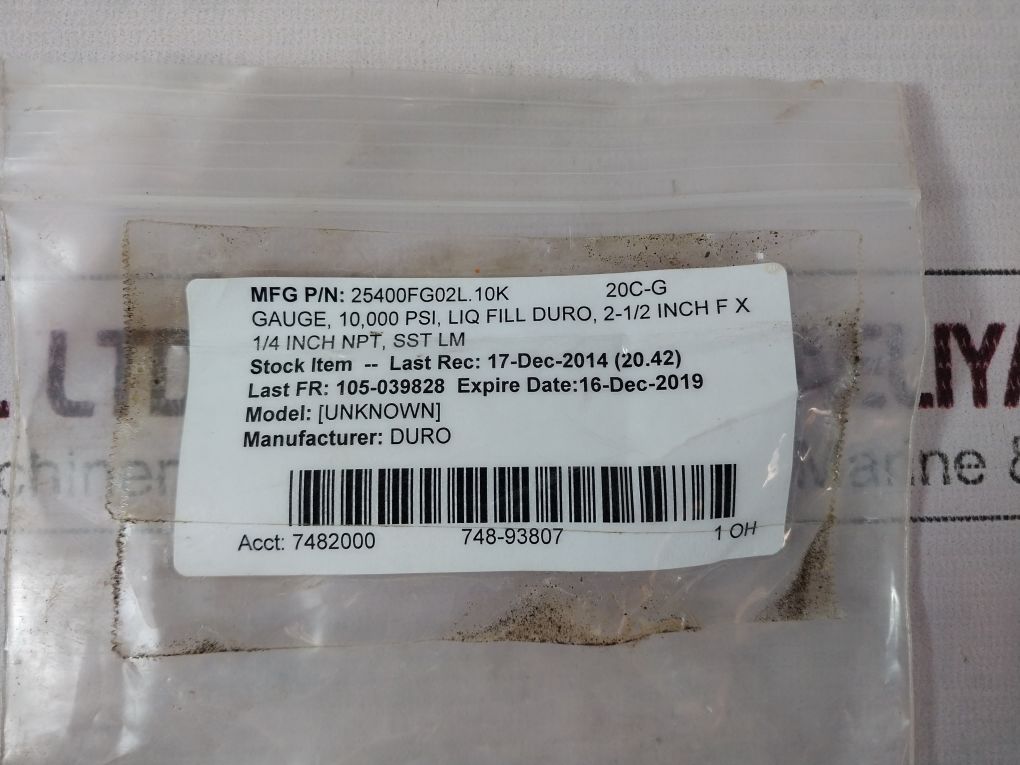 MFG P/N: 25400FG02L.10K 20C-G
GAUGE, 10,000 PSI, LIQ FILL DURO, 2-1/2 INCH F X
1/4 INCH NPT, SST LM
Stock Item -- Last Rec: 17-Dec-2014 (20.42)
Last FR: 105-039828 Expire Date:16-Dec-2019
Model: [UNKNOWN]
Manufacturer: DURO
Acct: 7482000 748-93807 1 OH